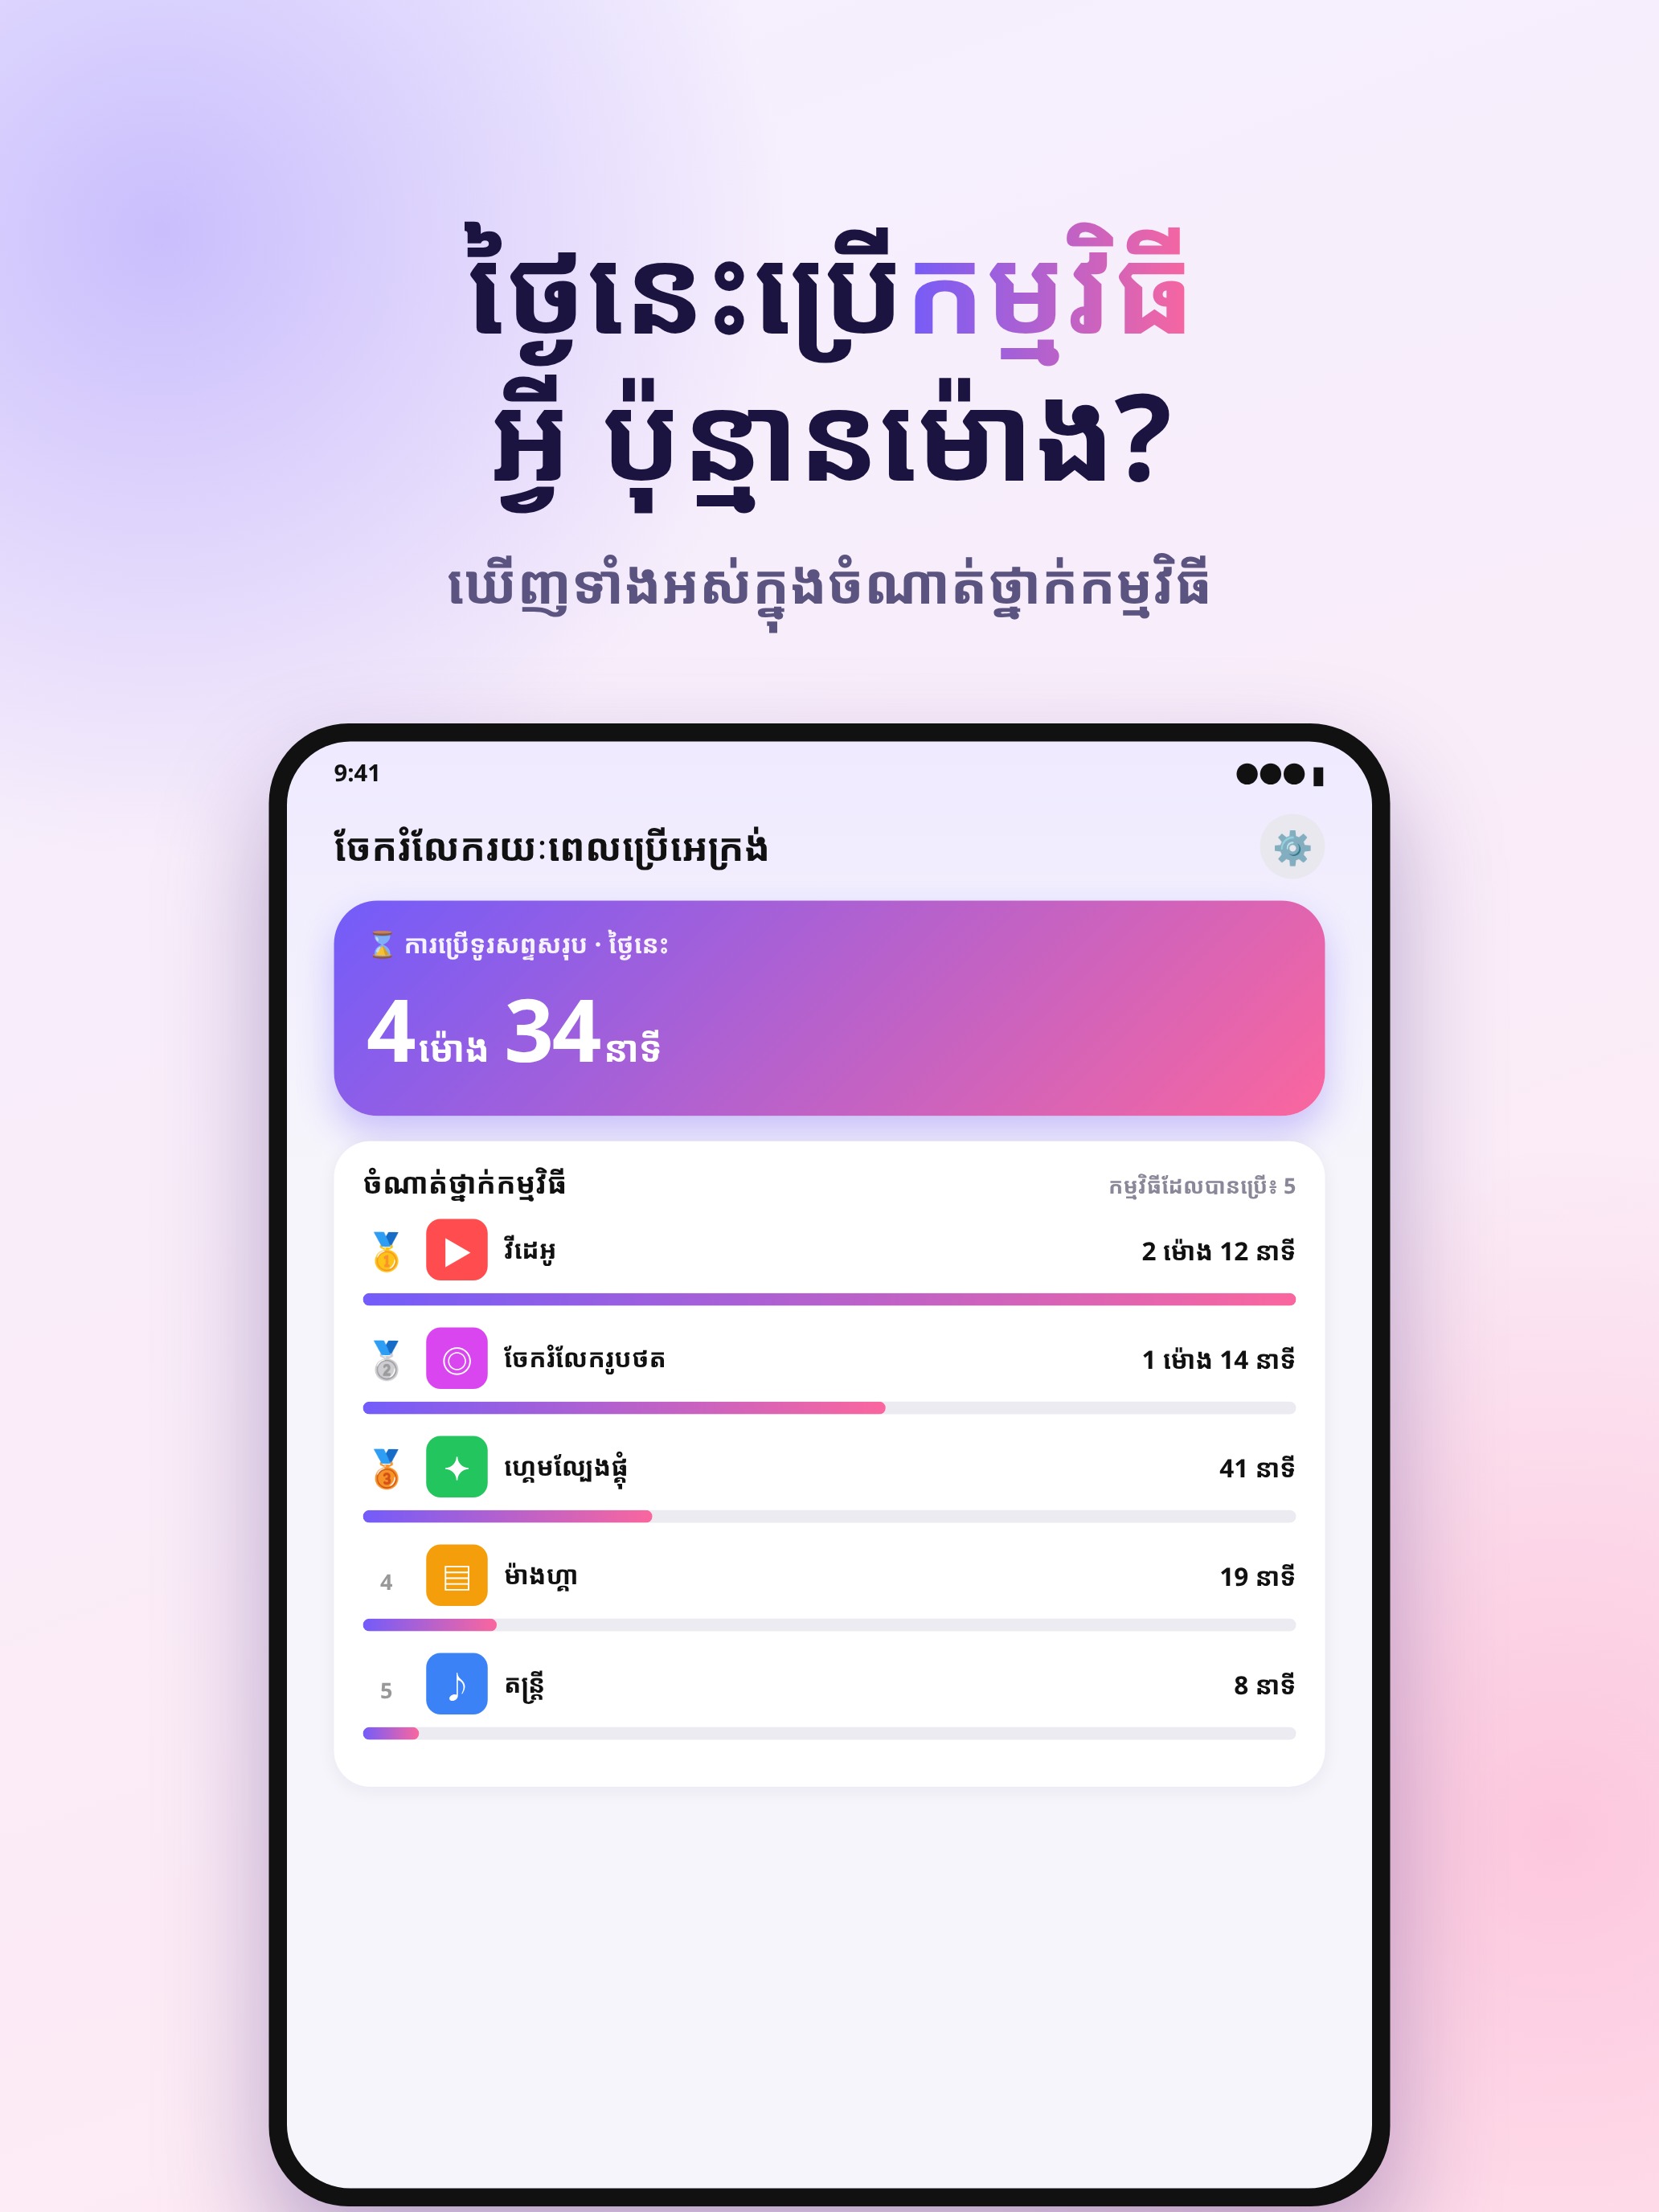 ថ្ងៃនេះប្រើកម្មវិធី
អ្វី ប៉ុន្មានម៉ោង?
ឃើញទាំងអស់ក្នុងចំណាត់ថ្នាក់កម្មវិធី
9:41
ចែករំលែករយៈពេលប្រើអេក្រង់
ការប្រើទូរសព្ទសរុប · ថ្ងៃនេះ
4ម៉ោង 34នាទី
ចំណាត់ថ្នាក់កម្មវិធី
កម្មវិធីដែលបានប្រើ៖ 5
1 វីដេអូ 2 ម៉ោង 12 នាទី
2 ចែករំលែករូបថត 1 ម៉ោង 14 នាទី
3 ហ្គេមល្បែងផ្គុំ 41 នាទី
4 ម៉ាងហ្គា 19 នាទី
5 តន្ត្រី 8 នាទី